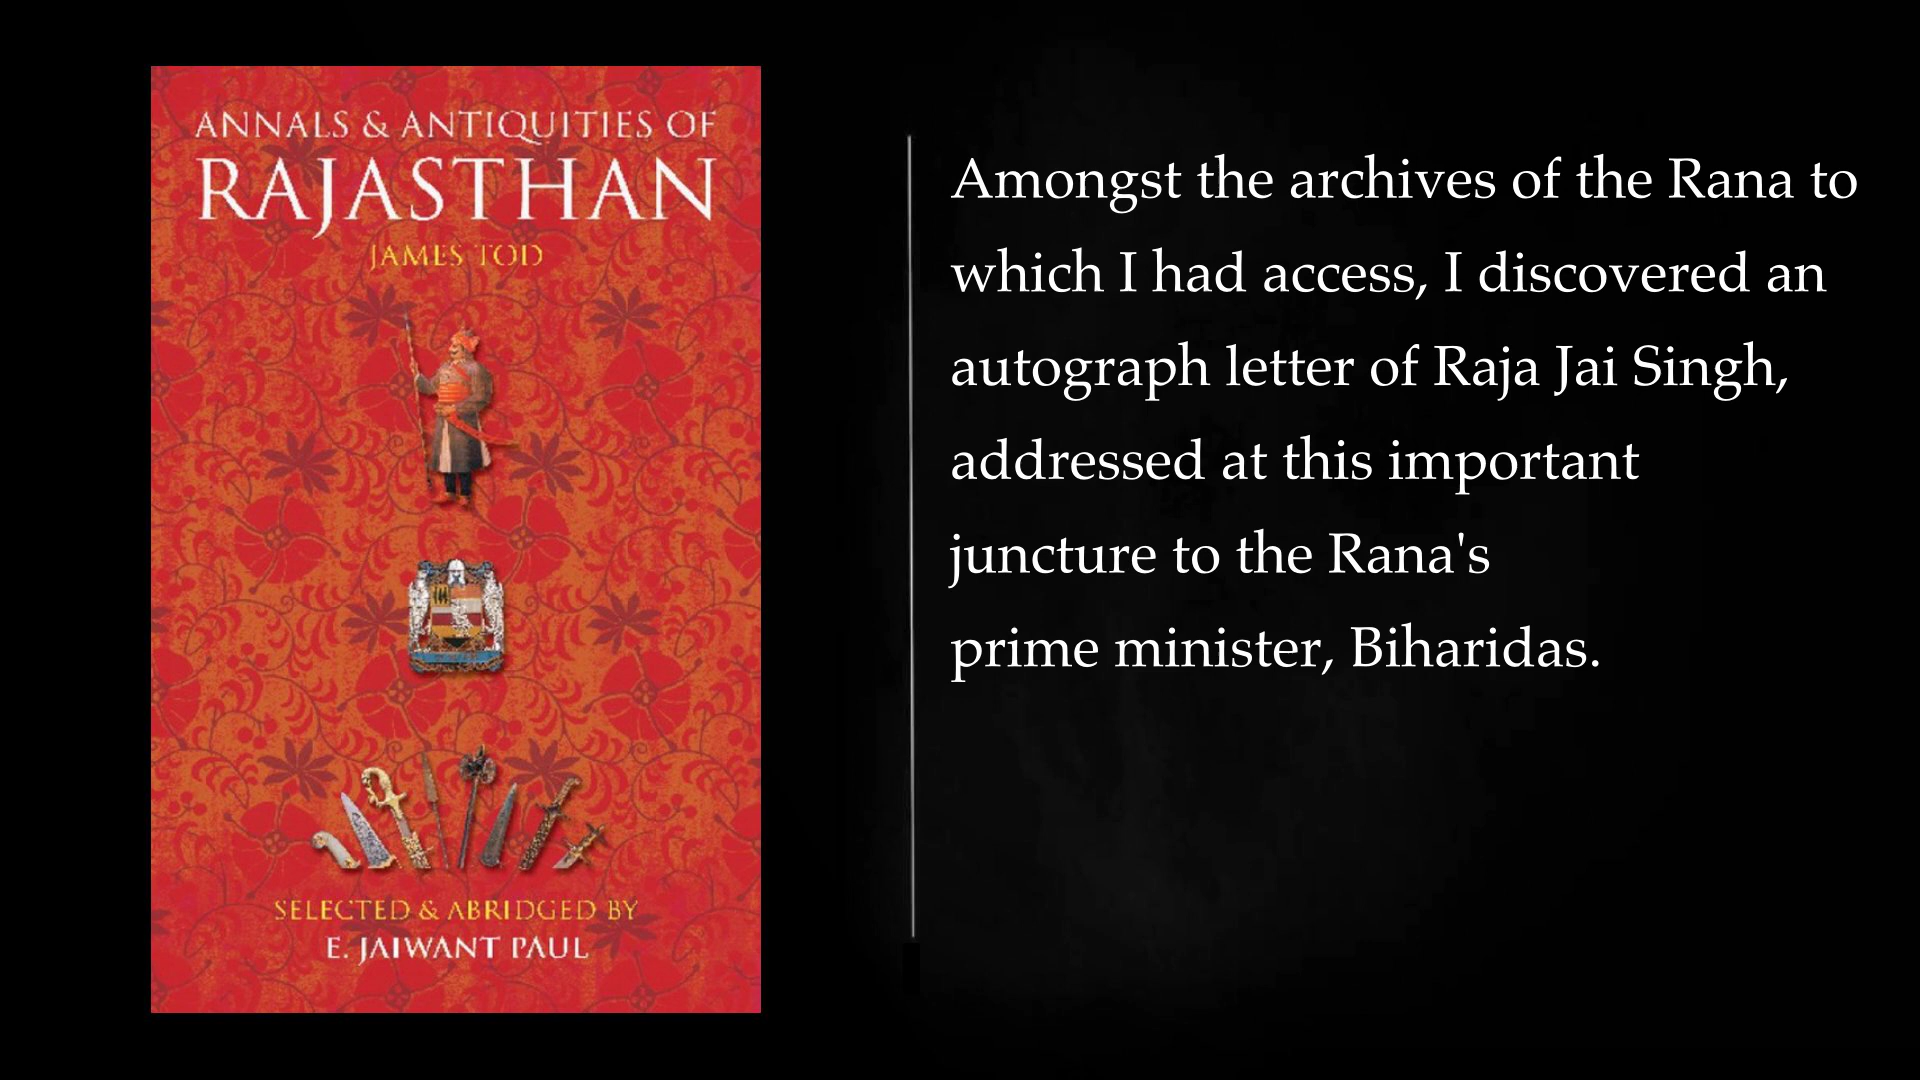 ANNALS & ANTIQUITIES OF
RAJASTHAN
JAMES TOD
SELECTED & ABRIDGED BY
E. JAIWANT PAUL
Amongst the archives of the Rana to
which I had access, I discovered an
autograph letter of Raja Jai Singh,
addressed at this important
juncture to the Rana's
prime minister, Biharidas.